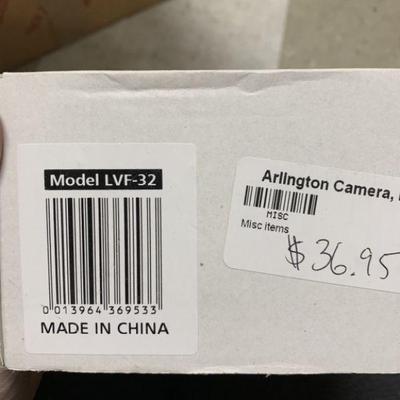 Model LVF-32
0 013964 369533
MADE IN CHINA
Arlington Camera,
MISC
Misc items
$36.95